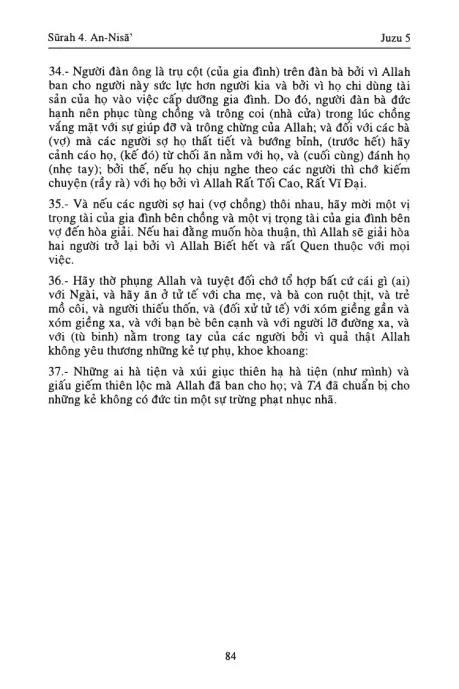 Sūrah 4. An-Nisā’ Juzu 5
34.- Người đàn ông là trụ cột (của gia đình) trên đàn bà bởi vì Allah
ban cho người này sức lực hơn người kia và bởi vì họ chi dùng tài
sản của họ vào việc cấp dưỡng gia đình. Do đó, người đàn bà đức
hạnh nên phục tùng chồng và trông coi (nhà cửa) trong lúc chồng
vắng mặt với sự giúp đỡ và trông chừng của Allah; và đối với các bà
(vợ) mà các người sợ họ thất tiết và bướng bỉnh, (trước hết) hãy
cảnh cáo họ, (kế đó) từ chối ăn nằm với họ, và (cuối cùng) đánh họ
(nhẹ tay); bởi thế, nếu họ chịu nghe theo các người thì chớ kiếm
chuyện (rầy rà) với họ bởi vì Allah Rất Tối Cao, Rất Vĩ Đại.
35.- Và nếu các người sợ hai (vợ chồng) thôi nhau, hãy mời một vị
trọng tài của gia đình bên chồng và một vị trọng tài của gia đình bên
vợ đến hòa giải. Nếu hai đằng muốn hòa thuận, thì Allah sẽ giải hòa
hai người trở lại bởi vì Allah Biết hết và rất Quen thuộc với mọi
việc.
36.- Hãy thờ phụng Allah và tuyệt đối chớ tổ hợp bất cứ cái gì (ai)
với Ngài, và hãy ăn ở tử tế với cha mẹ, và bà con ruột thịt, và trẻ
mồ côi, và người thiếu thốn, và (đối xử tử tế) với xóm giềng gần và
xóm giềng xa, và với bạn bè bên cạnh và với người lỡ đường xa, và
với (tù binh) nằm trong tay của các người bởi vì quả thật Allah
không yêu thương những kẻ tự phụ, khoe khoang:
37.- Những ai hà tiện và xúi giục thiên hạ hà tiện (như mình) và
giấu giếm thiên lộc mà Allah đã ban cho họ; và TA đã chuẩn bị cho
những kẻ không có đức tin một sự trừng phạt nhục nhã.
84